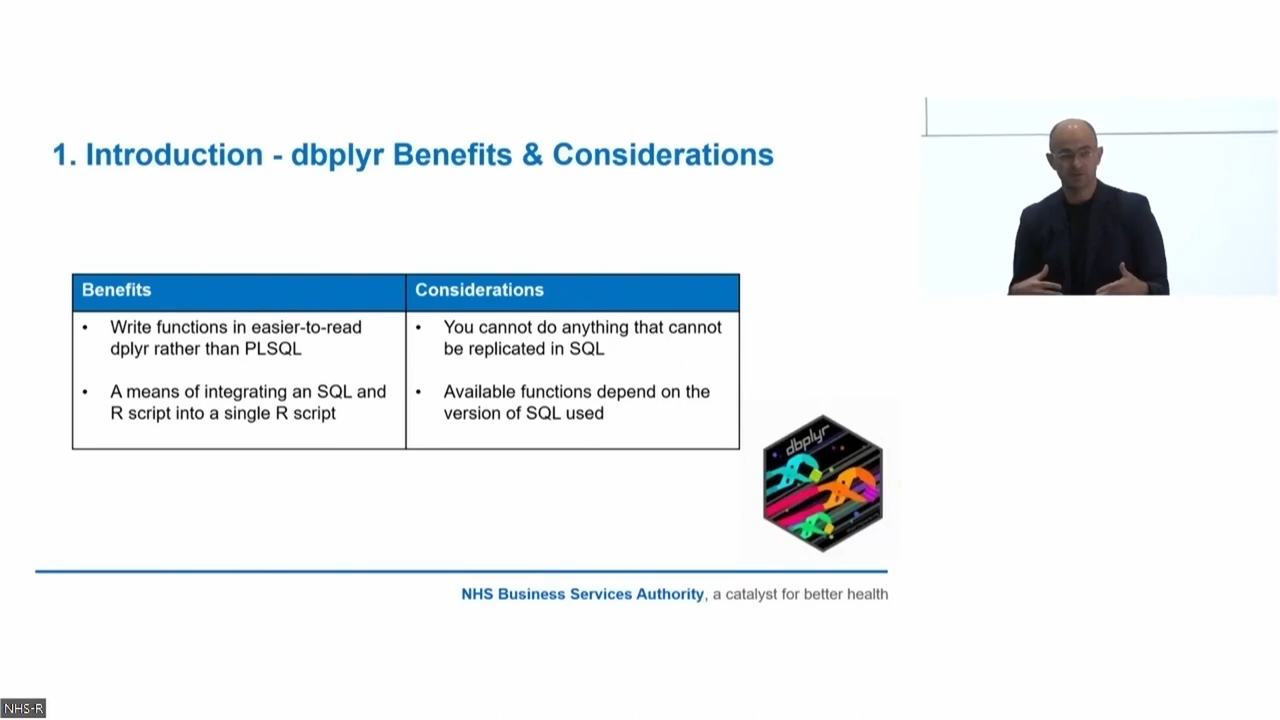 1. Introduction - dbplyr Benefits & Considerations
Benefits
Considerations
• Write functions in easier-to-read
dplyr rather than PLSQL
• A means of integrating an SQL and
R script into a single R script
• You cannot do anything that cannot
be replicated in SQL
• Available functions depend on the
version of SQL used
dbplyr
NHS Business Services Authority, a catalyst for better health
NHS-R